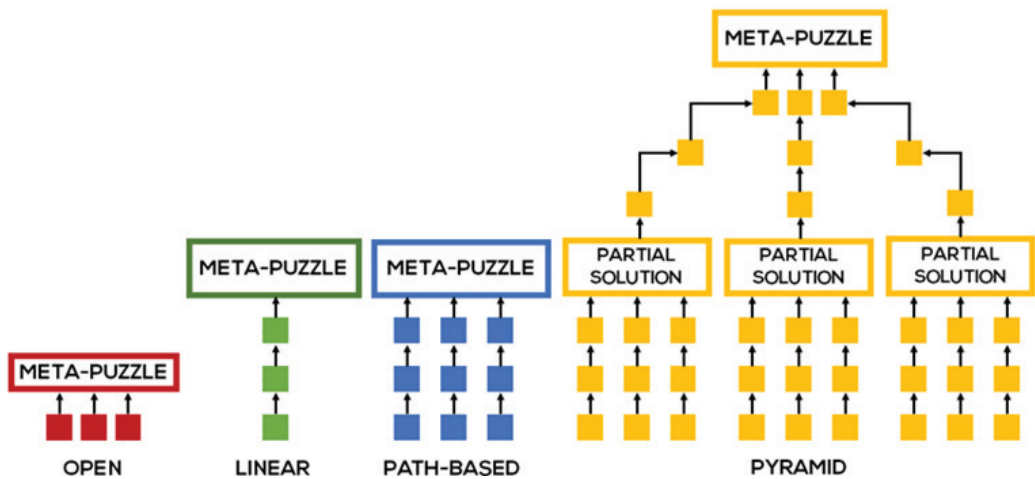 META-PUZZLE
META-PUZZLE
META-PUZZLE
PARTIAL
SOLUTION
PARTIAL
SOLUTION
PARTIAL
SOLUTION
META-PUZZLE
OPEN
LINEAR
PATH-BASED
PYRAMID